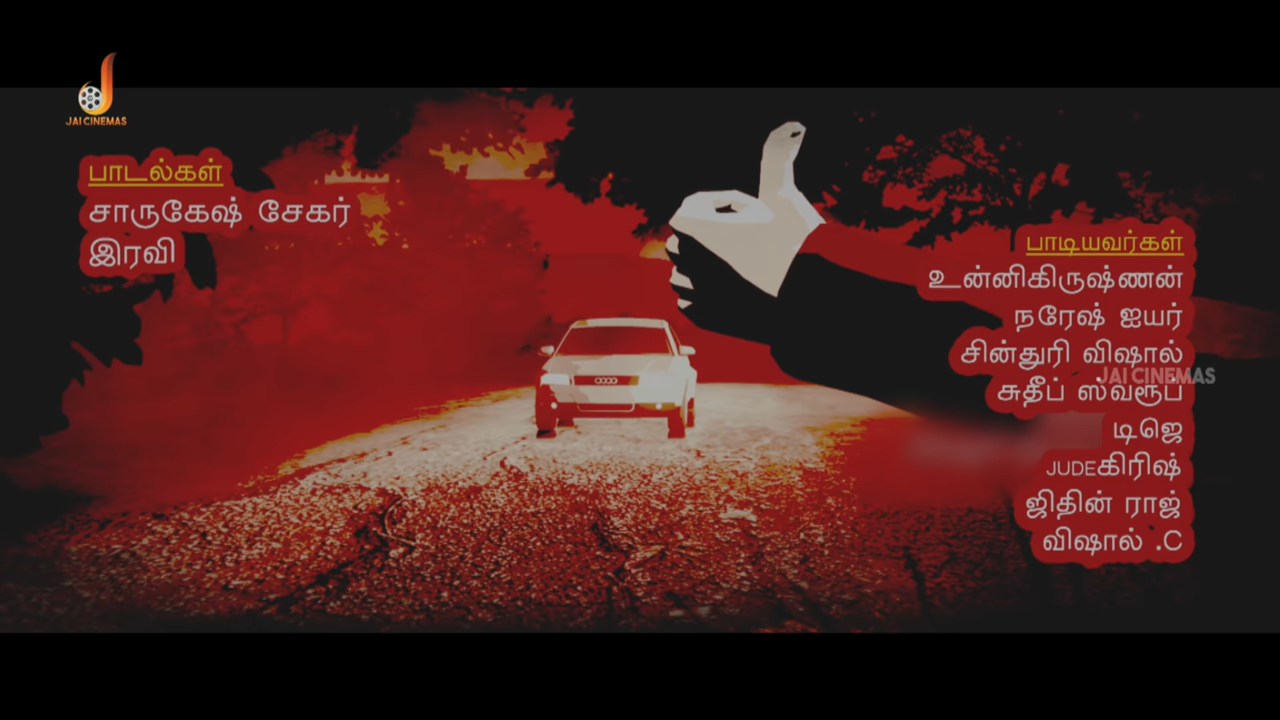 JAI CINEMAS
பாடல்கள்
சாருகேஷ் சேகர்
இரவி
பாடியவர்கள்
உன்னிகிருஷ்ணன்
நரேஷ் ஐயர்
சின்துரி விஷால்
JAI CINEMAS
சுதீப் ஸ்வரூப்
டிஜெ
JUDEகிரிஷ்
ஜிதின் ராஜ்
விஷால் .C